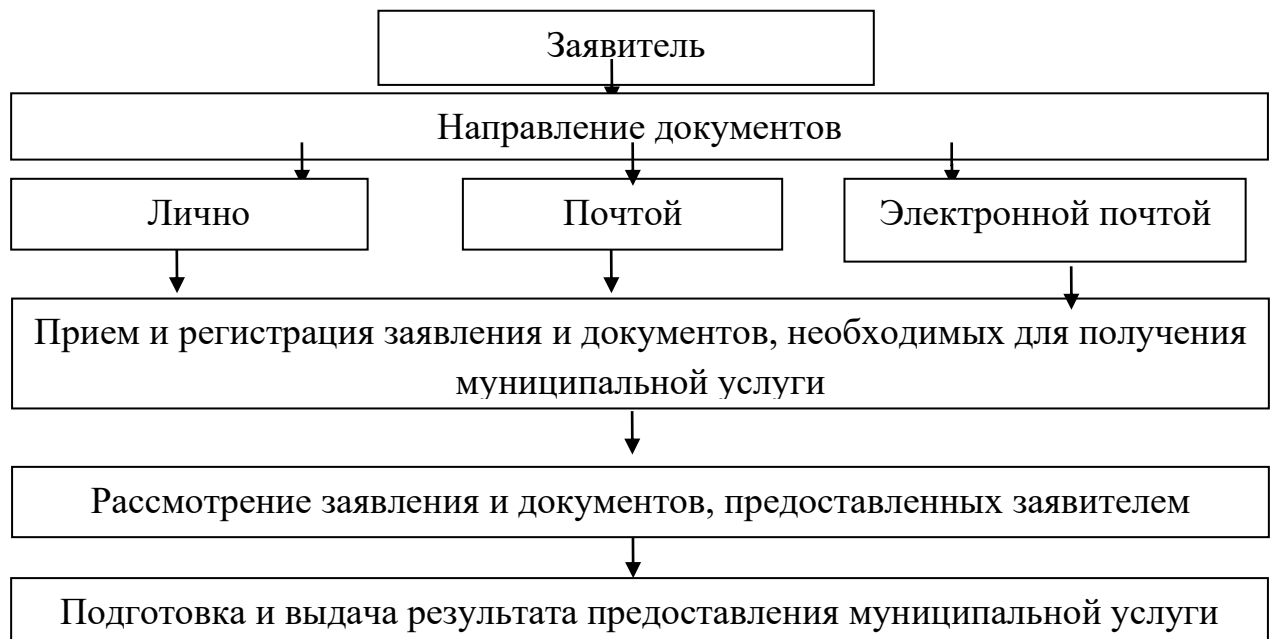 Заявитель
Направление документов
Лично
Почтой
Электронной почтой
Прием и регистрация заявления и документов, необходимых для получения
муниципальной услуги
Рассмотрение заявления и документов, предоставленных заявителем
Подготовка и выдача результата предоставления муниципальной услуги